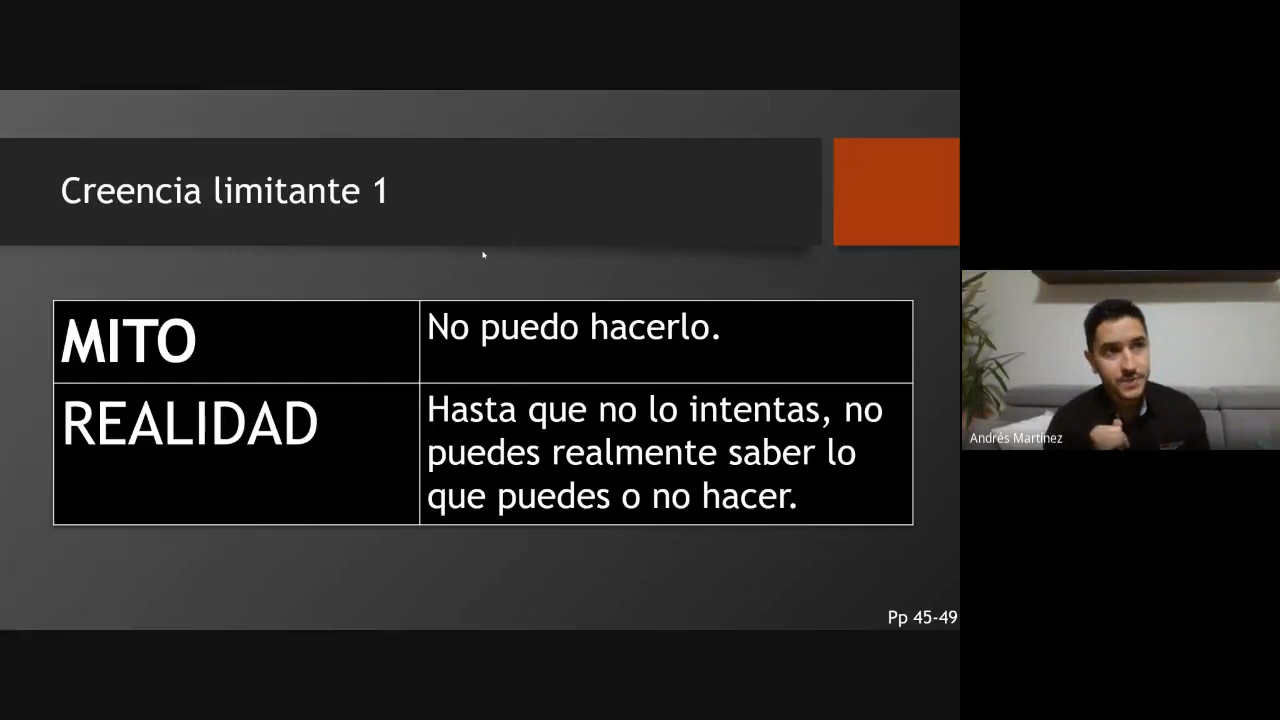 Creencia limitante 1
MITO
No puedo hacerlo.
REALIDAD
Hasta que no lo intentas, no
puedes realmente saber lo
que puedes o no hacer.
Pp 45-49
Andrés Martínez